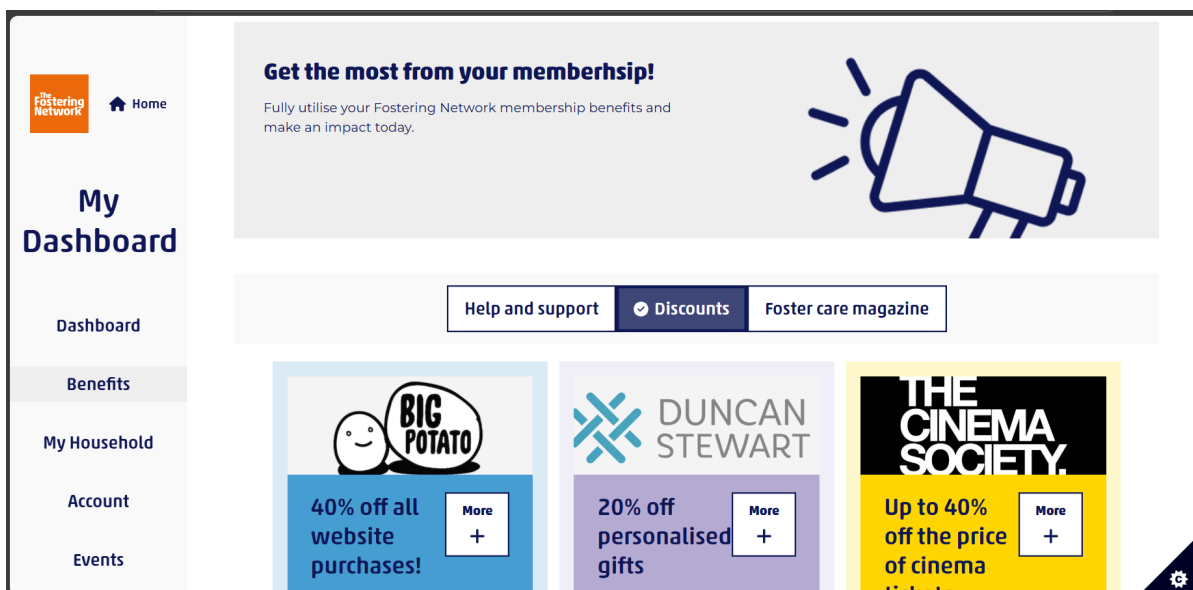 The
Fostering
Network
Home
My
Dashboard
Dashboard
Benefits
My Household
Account
Events
Get the most from your memberhsip!
Fully utilise your Fostering Network membership benefits and
make an impact today.
Help and support
Discounts
Foster care magazine
BIG
POTATO
40% off all
website
purchases!
More
+
DUNCAN
STEWART
20% off
personalised
gifts
More
+
THE
CINEMA
SOCIETY.
Up to 40%
off the price
of cinema
tickets
More
+